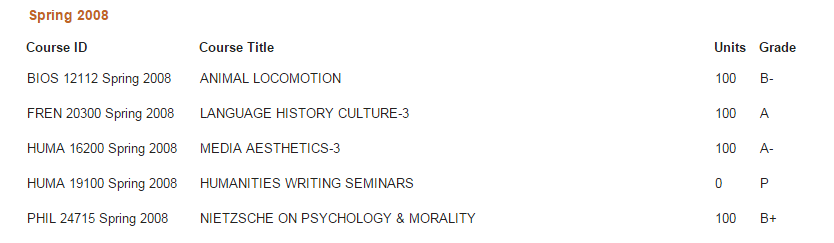 Spring 2008
Course ID Course Title Units Grade
BIOS 12112 Spring 2008 ANIMAL LOCOMOTION 100 B-
FREN 20300 Spring 2008 LANGUAGE HISTORY CULTURE-3 100 A
HUMA 16200 Spring 2008 MEDIA AESTHETICS-3 100 A-
HUMA 19100 Spring 2008 HUMANITIES WRITING SEMINARS 0 P
PHIL 24715 Spring 2008 NIETZSCHE ON PSYCHOLOGY & MORALITY 100 B+